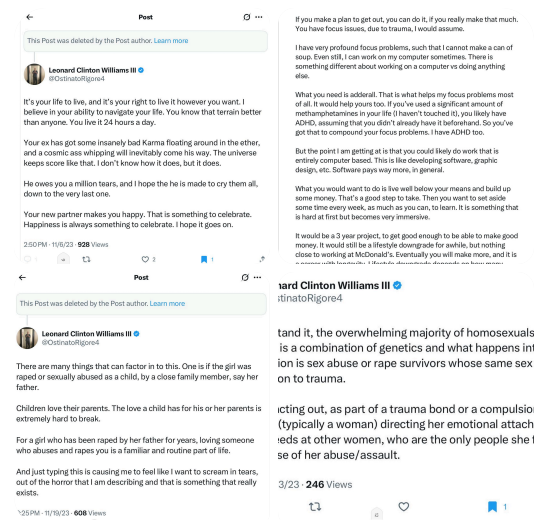 Post
This Post was deleted by the Post author. Learn more
Leonard Clinton Williams III
@OstinatoRigore4
It's your life to live, and it's your right to live it however you want. I
believe in your ability to navigate your life. You know that terrain better
than anyone. You live it 24 hours a day.
Your ex has got some insanely bad Karma floating around in the ether,
and a cosmic ass whipping will inevitably come his way. The universe
keeps score like that. I don't know how it does, but it does.
He owes you a million tears, and I hope the he is made to cry them all,
down to the very last one.
Your new partner makes you happy. That is something to celebrate.
Happiness is always something to celebrate. I hope it goes on.
2:50 PM · 11/6/23 · 928 Views
2
1
If you make a plan to get out, you can do it, if you really make that much.
You have focus issues, due to trauma, I would assume.
I have very profound focus problems, such that I cannot make a can of
soup. Even still, I can work on my computer sometimes. There is
something different about working on a computer vs doing anything
else.
What you need is adderall. That is what helps my focus problems most
of all. It would help yours too. If you've used a significant amount of
methamphetamines in your life (I haven't touched it), you likely have
ADHD, assuming that you didn't already have it beforehand. So you've
got that to compound your focus problems. I have ADHD too.
But the point I am getting at is that you could likely do work that is
entirely computer based. This is like developing software, graphic
design, etc. Software pays way more, in general.
What you would want to do is live well below your means and build up
some money. That's a good step to take. Then you want to set aside
some time every week, as much as you can, to learn. It is something that
is hard at first but becomes very immersive.
It would be a 3 year project, to get good enough to be able to make good
money. It would still be a lifestyle downgrade for awhile, but nothing
close to working at McDonald's. Eventually you will make more, and it is
a career with longevity. Lifestyle downgrade depends on how many
Post
This Post was deleted by the Post author. Learn more
Leonard Clinton Williams III
@OstinatoRigore4
There are many things that can factor in to this. One is if the girl was
raped or sexually abused as a child, by a close family member, say her
father.
Children love their parents. The love a child has for his or her parents is
extremely hard to break.
For a girl who has been raped by her father for years, loving someone
who abuses and rapes you is a familiar and routine part of life.
And just typing this is causing me to feel like I want to scream in tears,
out of the horror that I am describing and that is something that really
exists.
:25 PM · 11/19/23 · 608 Views
nard Clinton Williams III
stinatoRigore4
tand it, the overwhelming majority of homosexuals
is a combination of genetics and what happens int
ion is sex abuse or rape survivors whose same sex
on to trauma.
cting out, as part of a trauma bond or a compulsion
(typically a woman) directing her emotional attach
eeds at other women, who are the only people she f
se of her abuse/assault.
3/23 · 246 Views
1